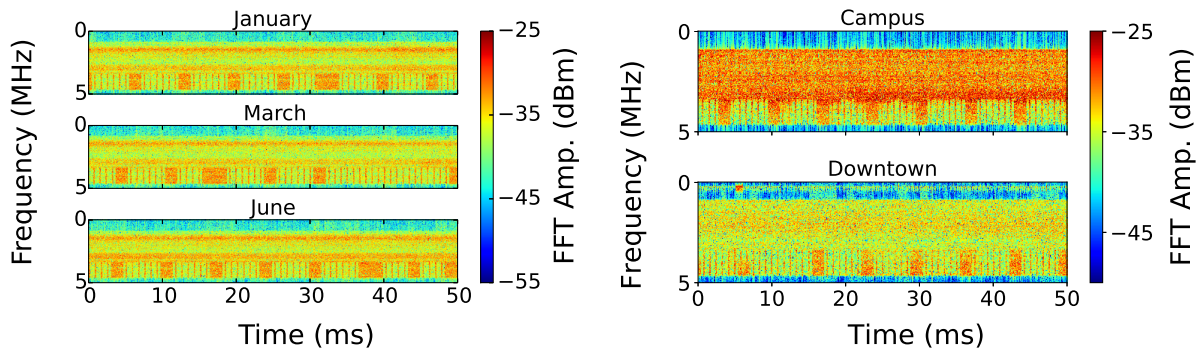 January
0
5
March
0
5
June
0
5
0 10 20 30 40 50
Frequency (MHz)
Time (ms)
−25
−35
−45
−55
FFT Amp. (dBm)
Campus
0
5
Downtown
0
5
0 10 20 30 40 50
Frequency (MHz)
Time (ms)
−25
−35
−45
FFT Amp. (dBm)